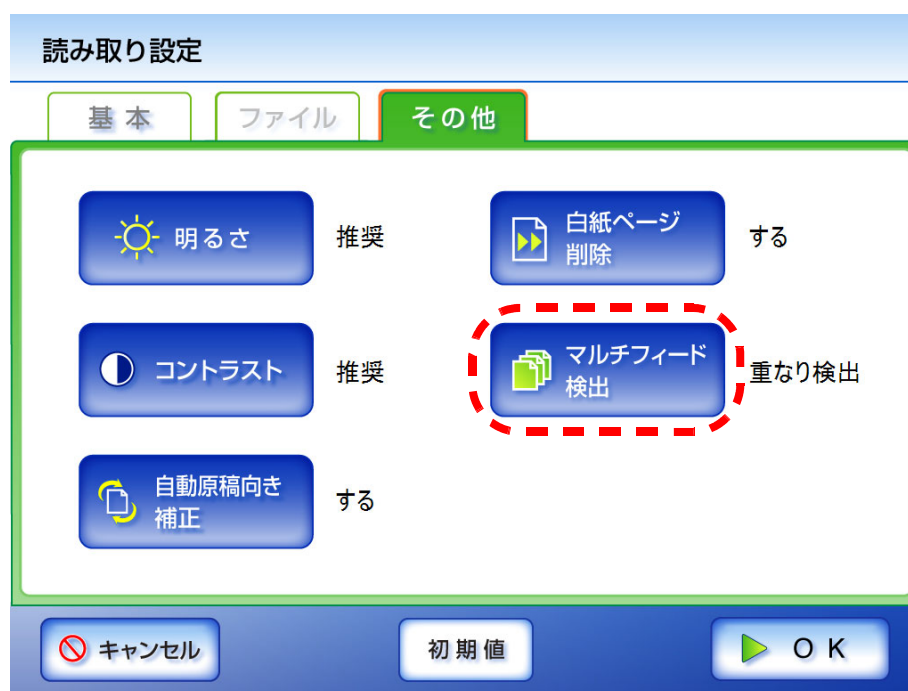 読み取り設定
基本
ファイル
その他
明るさ
推奨
白紙ページ
削除
する
コントラスト
推奨
マルチフィード
検出
重なり検出
自動原稿向き
補正
する
キャンセル
初期値
OK